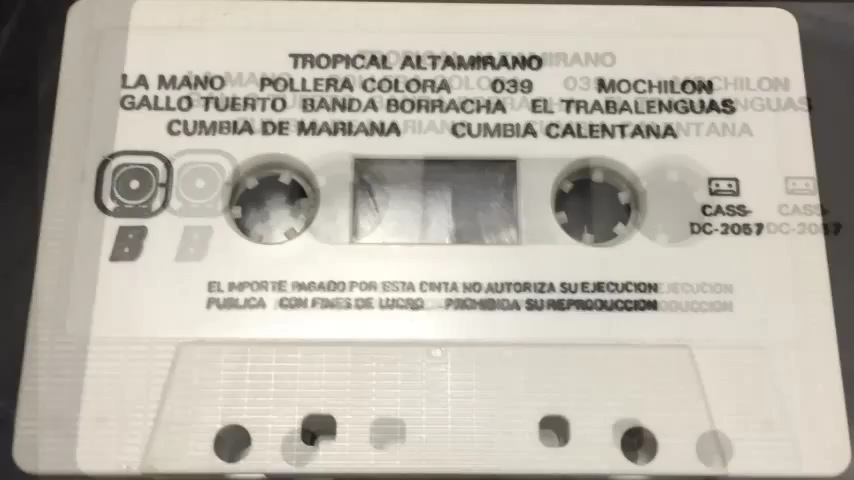 TROPICAL ALTAMIRANO
LA MANO POLLERA COLORA 039 MOCHILON
GALLO TUERTO BANDA BORRACHA EL TRABALENGUAS
CUMBIA DE MARIANA CUMBIA CALENTANA
B
CASS-
DC-2057
EL IMPORTE PAGADO POR ESTA CINTA NO AUTORIZA SU EJECUCION
PUBLICA CON FINES DE LUCRO PROHIBIDA SU REPRODUCCION